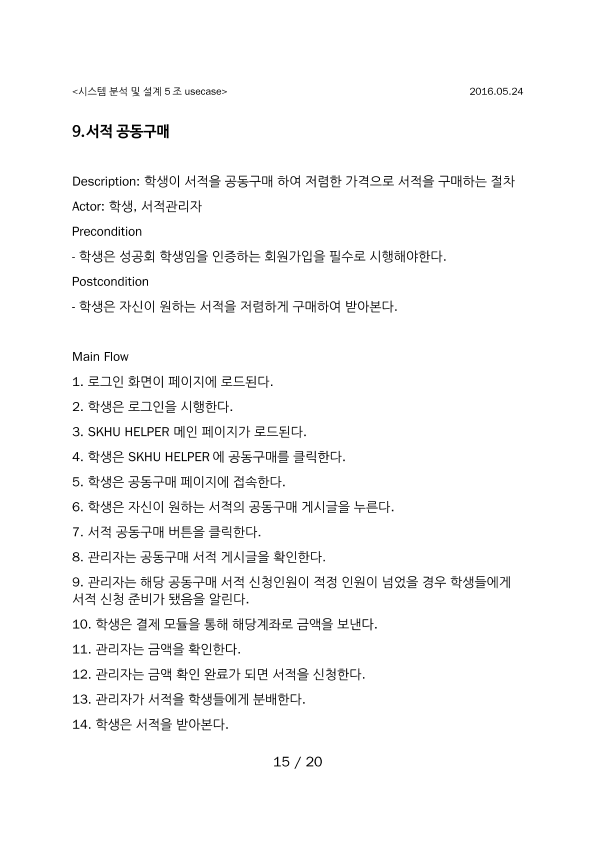 <시스템 분석 및 설계 5 조 usecase> 2016.05.24
9.서적 공동구매
Description: 학생이 서적을 공동구매 하여 저렴한 가격으로 서적을 구매하는 절차
Actor: 학생, 서적관리자
Precondition
- 학생은 성공회 학생임을 인증하는 회원가입을 필수로 시행해야한다.
Postcondition
- 학생은 자신이 원하는 서적을 저렴하게 구매하여 받아본다.
Main Flow
1. 로그인 화면이 페이지에 로드된다.
2. 학생은 로그인을 시행한다.
3. SKHU HELPER 메인 페이지가 로드된다.
4. 학생은 SKHU HELPER 에 공동구매를 클릭한다.
5. 학생은 공동구매 페이지에 접속한다.
6. 학생은 자신이 원하는 서적의 공동구매 게시글을 누른다.
7. 서적 공동구매 버튼을 클릭한다.
8. 관리자는 공동구매 서적 게시글을 확인한다.
9. 관리자는 해당 공동구매 서적 신청인원이 적정 인원이 넘었을 경우 학생들에게
서적 신청 준비가 됐음을 알린다.
10. 학생은 결제 모듈을 통해 해당계좌로 금액을 보낸다.
11. 관리자는 금액을 확인한다.
12. 관리자는 금액 확인 완료가 되면 서적을 신청한다.
13. 관리자가 서적을 학생들에게 분배한다.
14. 학생은 서적을 받아본다.
15 / 20